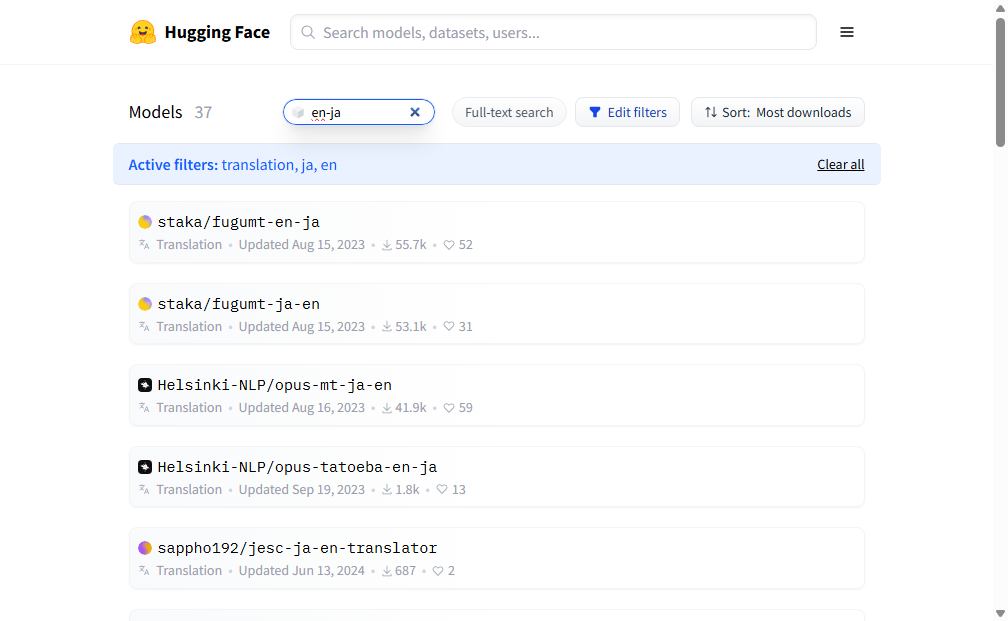 Hugging Face
Search models, datasets, users...
Models 37
en-ja
Full-text search
Edit filters
Sort: Most downloads
Active filters: translation, ja, en
Clear all
staka/fugumt-en-ja
Translation • Updated Aug 15, 2023 • 55.7k • 52
staka/fugumt-ja-en
Translation • Updated Aug 15, 2023 • 53.1k • 31
Helsinki-NLP/opus-mt-ja-en
Translation • Updated Aug 16, 2023 • 41.9k • 59
Helsinki-NLP/opus-tatoeba-en-ja
Translation • Updated Sep 19, 2023 • 1.8k • 13
sappho192/jesc-ja-en-translator
Translation • Updated Jun 13, 2024 • 687 • 2